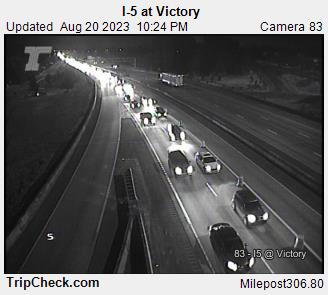 I-5 at Victory
Updated Aug 20 2023 10:24 PM Camera 83
T
S
83 - I5 @ Victory
TripCheck.com Milepost306.80